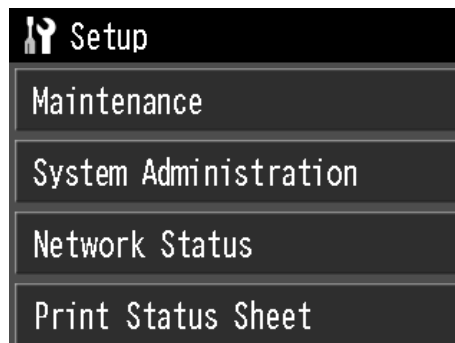 Setup
Maintenance
System Administration
Network Status
Print Status Sheet